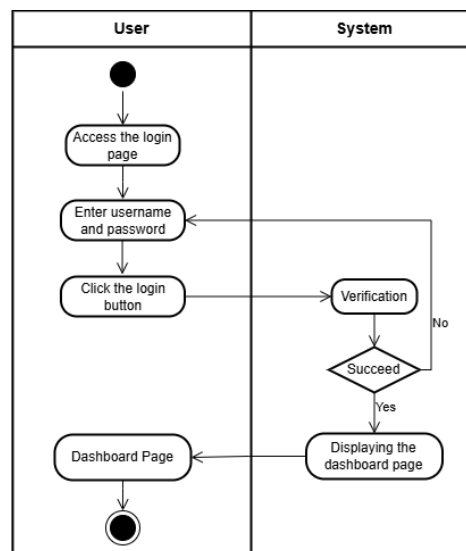 User
System
Access the login
page
Enter username
and password
Click the login
button
Verification
No
Succeed
Yes
Displaying the
dashboard page
Dashboard Page